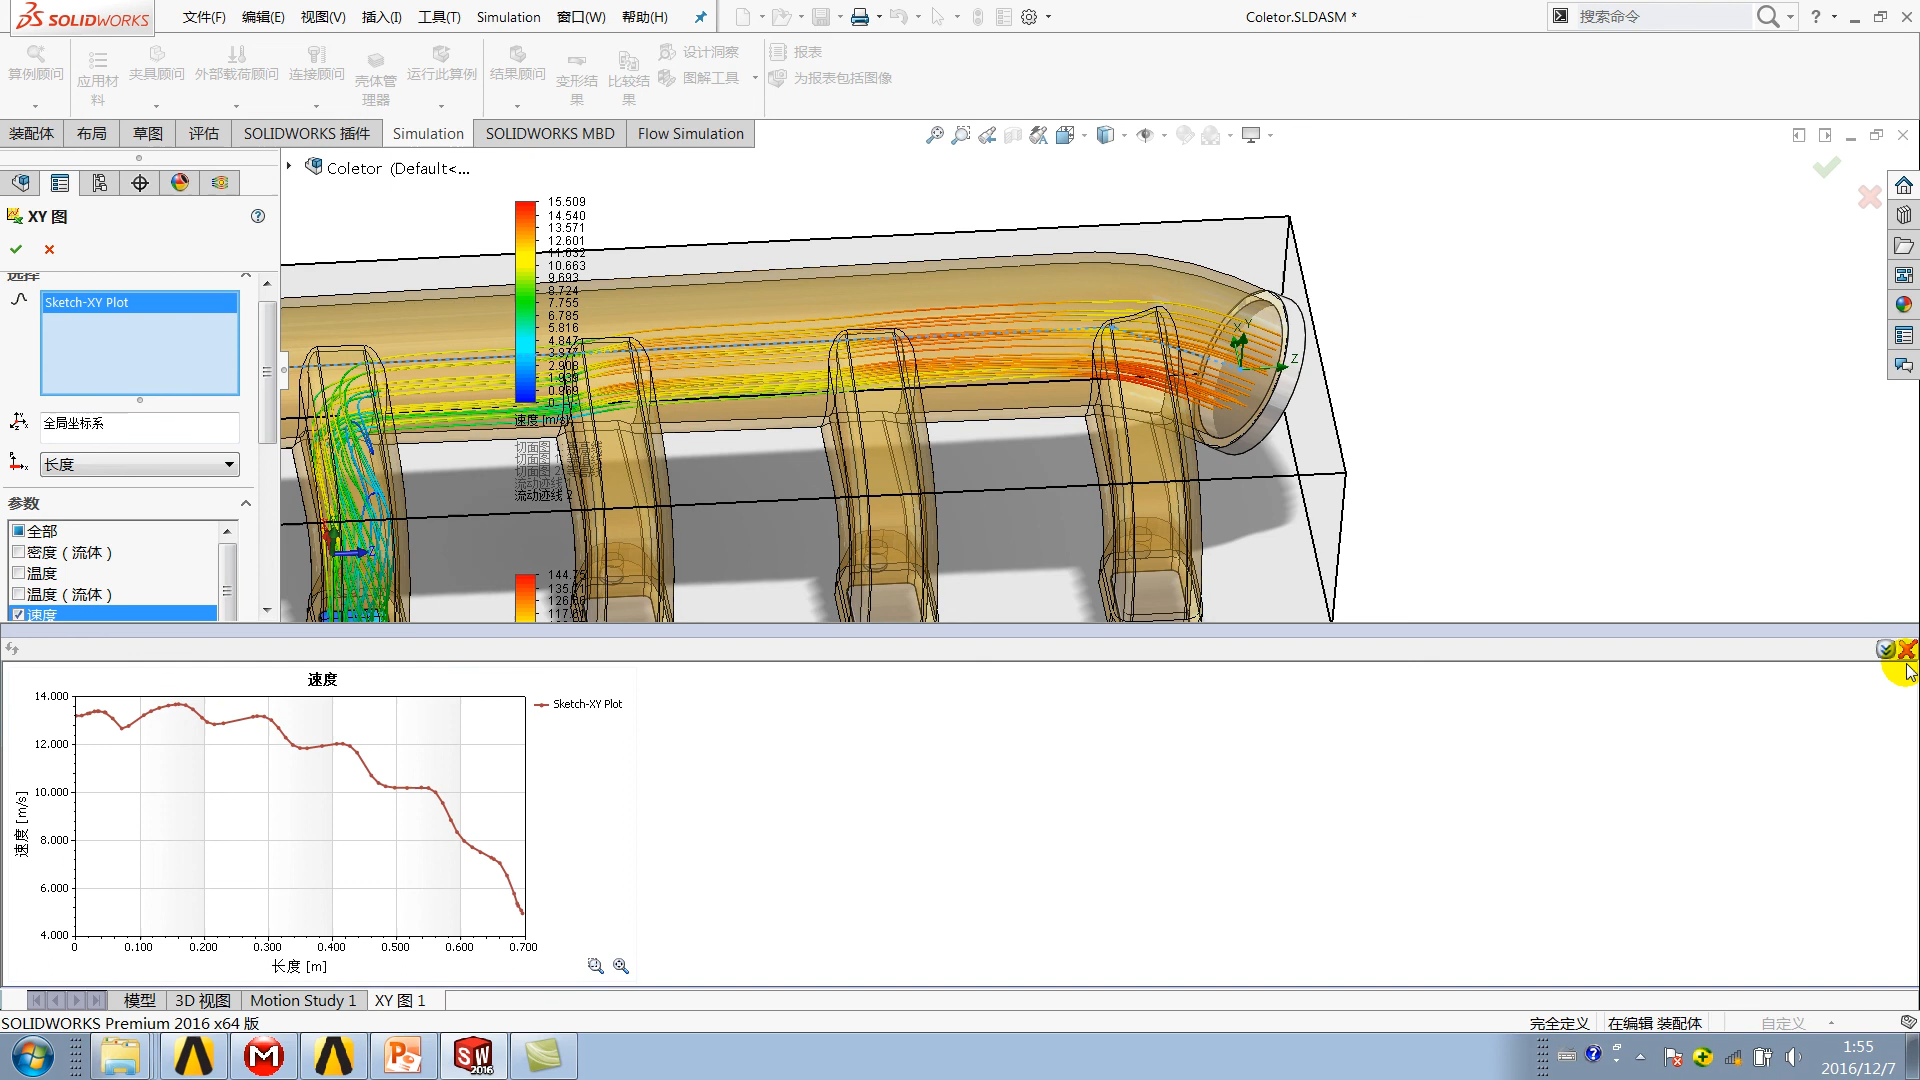 SOLIDWORKS 文件(F) 编辑(E) 视图(V) 插入(I) 工具(T) Simulation 窗口(W) 帮助(H) Coletor.SLDASM * 搜索命令
算例顾问 应用材料 夹具顾问 外部载荷顾问 连接顾问 壳体管理器 运行此算例 结果顾问 变形结果 比较结果 设计洞察 报表
图解工具 为报表包括图像
装配体 布局 草图 评估 SOLIDWORKS 插件 Simulation SOLIDWORKS MBD Flow Simulation
Coletor (Default<...
XY 图
选择
Sketch-XY Plot
全局坐标系
长度
参数
全部
密度 ( 流体 )
温度
温度 ( 流体 )
速度
15.509
14.540
13.571
12.601
11.632
10.663
9.693
8.724
7.755
6.785
5.816
4.847
2.908
0.969
0
速度 [m/s]
流动迹线 2
144.75
Y
X
Z
Z
速度
14.000
12.000
10.000
8.000
6.000
4.000
速度 [m/s]
0 0.100 0.200 0.300 0.400 0.500 0.600 0.700
长度 [m]
Sketch-XY Plot
模型 3D 视图 Motion Study 1 XY 图 1
SOLIDWORKS Premium 2016 x64 版 完全定义 在编辑 装配体 自定义
SW 2016
1:55
2016/12/7